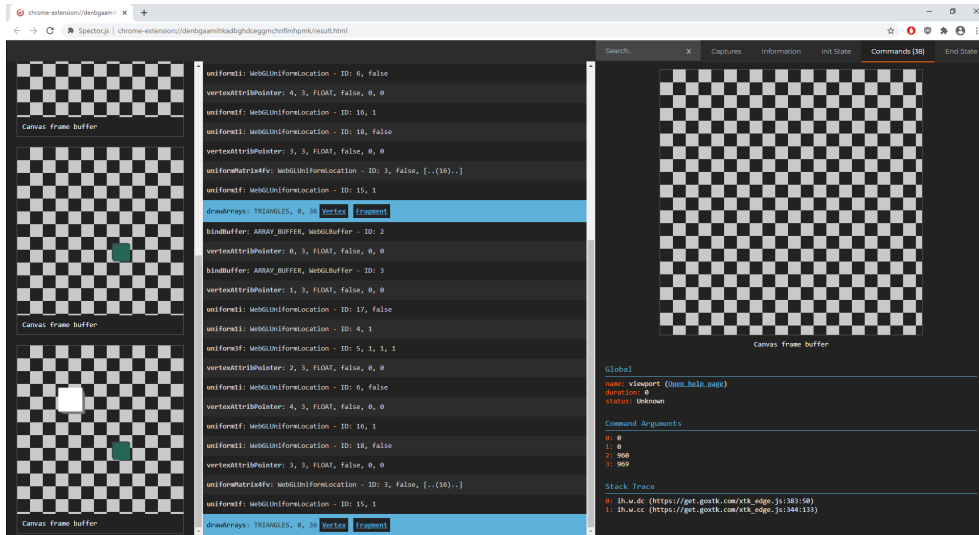 chrome-extension://denbgaamih
Spector.js | chrome-extension://denbgaamihkadbghdceggmchnflmhpmk/result.html
Search... X Captures Information Init State Commands (38) End State
Canvas frame buffer
Canvas frame buffer
Canvas frame buffer
uniform1i: WebGLUniformLocation - ID: 6, false
vertexAttribPointer: 4, 3, FLOAT, false, 0, 0
uniform1f: WebGLUniformLocation - ID: 16, 1
uniform1i: WebGLUniformLocation - ID: 18, false
vertexAttribPointer: 3, 3, FLOAT, false, 0, 0
uniformMatrix4fv: WebGLUniformLocation - ID: 3, false, [..(16)..]
uniform1f: WebGLUniformLocation - ID: 15, 1
drawArrays: TRIANGLES, 0, 36 Vertex Fragment
bindBuffer: ARRAY_BUFFER, WebGLBuffer - ID: 2
vertexAttribPointer: 0, 3, FLOAT, false, 0, 0
bindBuffer: ARRAY_BUFFER, WebGLBuffer - ID: 3
vertexAttribPointer: 1, 3, FLOAT, false, 0, 0
uniform1i: WebGLUniformLocation - ID: 17, false
uniform1i: WebGLUniformLocation - ID: 4, 1
uniform3f: WebGLUniformLocation - ID: 5, 1, 1, 1
vertexAttribPointer: 2, 3, FLOAT, false, 0, 0
uniform1i: WebGLUniformLocation - ID: 6, false
vertexAttribPointer: 4, 3, FLOAT, false, 0, 0
uniform1f: WebGLUniformLocation - ID: 16, 1
uniform1i: WebGLUniformLocation - ID: 18, false
vertexAttribPointer: 3, 3, FLOAT, false, 0, 0
uniformMatrix4fv: WebGLUniformLocation - ID: 3, false, [..(16)..]
uniform1f: WebGLUniformLocation - ID: 15, 1
drawArrays: TRIANGLES, 0, 36 Vertex Fragment
Canvas frame buffer
Global
name: viewport (Open help page)
duration: 0
status: Unknown
Command Arguments
0: 0
1: 0
2: 960
3: 969
Stack Trace
0: ih.w.dc (https://get.goxtk.com/xtk_edge.js:383:50)
1: ih.w.cc (https://get.goxtk.com/xtk_edge.js:344:133)